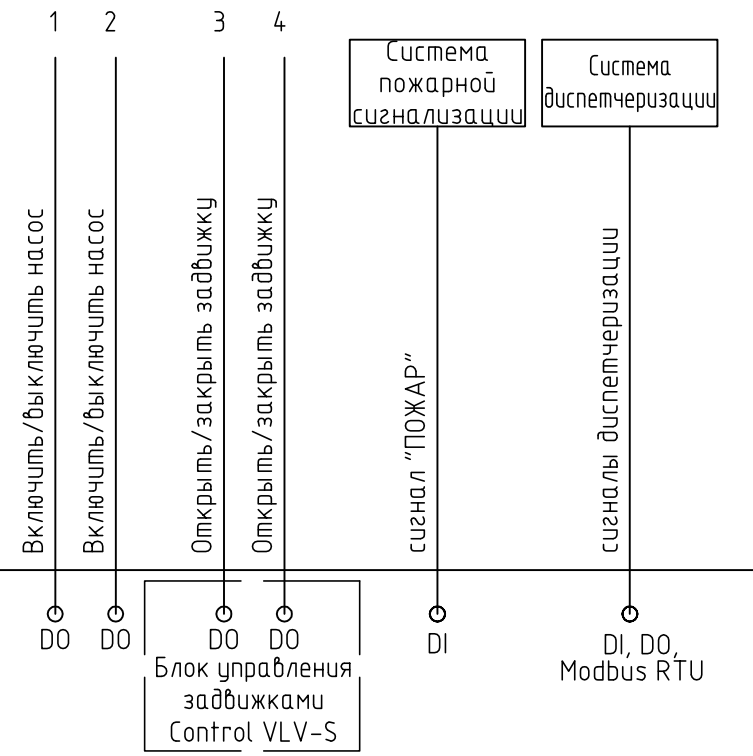 1
2
3
4
Система
пожарной
сигнализации
Система
диспетчеризации
Включить/выключить насос
Включить/выключить насос
Открыть/закрыть задвижку
Открыть/закрыть задвижку
сигнал "ПОЖАР"
сигналы диспетчеризации
DO
DO
DO
DO
DI
DI, DO,
Modbus RTU
Блок управления
задвижками
Control VLV-S